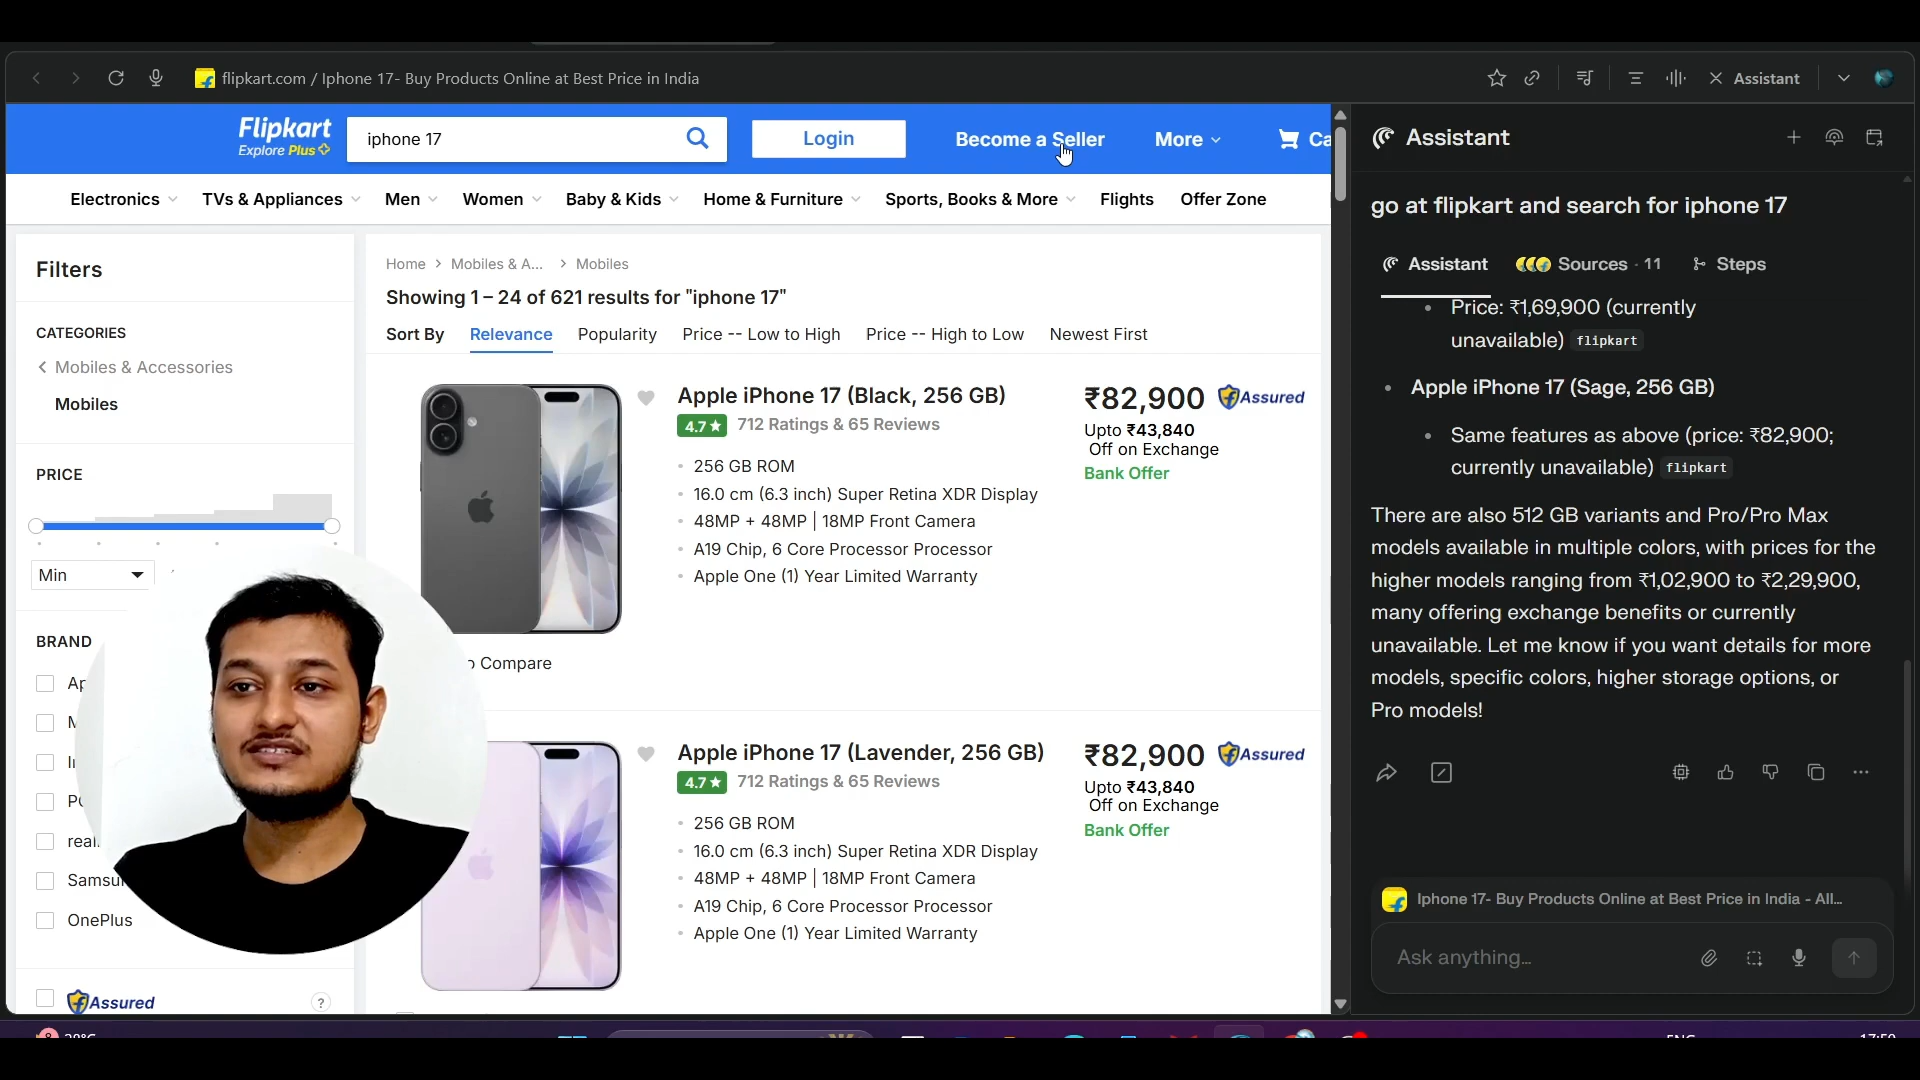 flipkart.com / Iphone 17- Buy Products Online at Best Price in India
Assistant
Flipkart
Explore Plus
iphone 17
Login
Become a Seller
More
Electronics
TVs & Appliances
Men
Women
Baby & Kids
Home & Furniture
Sports, Books & More
Flights
Offer Zone
Filters
CATEGORIES
Mobiles & Accessories
Mobiles
PRICE
Min
BRAND
OnePlus
Assured
?
Home
Mobiles & A...
Mobiles
Showing 1 – 24 of 621 results for "iphone 17"
Sort By
Relevance
Popularity
Price -- Low to High
Price -- High to Low
Newest First
Apple iPhone 17 (Black, 256 GB)
4.7★ 712 Ratings & 65 Reviews
256 GB ROM
16.0 cm (6.3 inch) Super Retina XDR Display
48MP + 48MP | 18MP Front Camera
A19 Chip, 6 Core Processor Processor
Apple One (1) Year Limited Warranty
₹82,900
Assured
Upto ₹43,840
Off on Exchange
Bank Offer
Compare
Apple iPhone 17 (Lavender, 256 GB)
4.7★ 712 Ratings & 65 Reviews
256 GB ROM
16.0 cm (6.3 inch) Super Retina XDR Display
48MP + 48MP | 18MP Front Camera
A19 Chip, 6 Core Processor Processor
Apple One (1) Year Limited Warranty
₹82,900
Assured
Upto ₹43,840
Off on Exchange
Bank Offer
Assistant
go at flipkart and search for iphone 17
Assistant
Sources · 11
Steps
Price: ₹1,69,900 (currently
unavailable) flipkart
Apple iPhone 17 (Sage, 256 GB)
Same features as above (price: ₹82,900;
currently unavailable) flipkart
There are also 512 GB variants and Pro/Pro Max
models available in multiple colors, with prices for the
higher models ranging from ₹1,02,900 to ₹2,29,900,
many offering exchange benefits or currently
unavailable. Let me know if you want details for more
models, specific colors, higher storage options, or
Pro models!
Iphone 17- Buy Products Online at Best Price in India - All...
Ask anything...